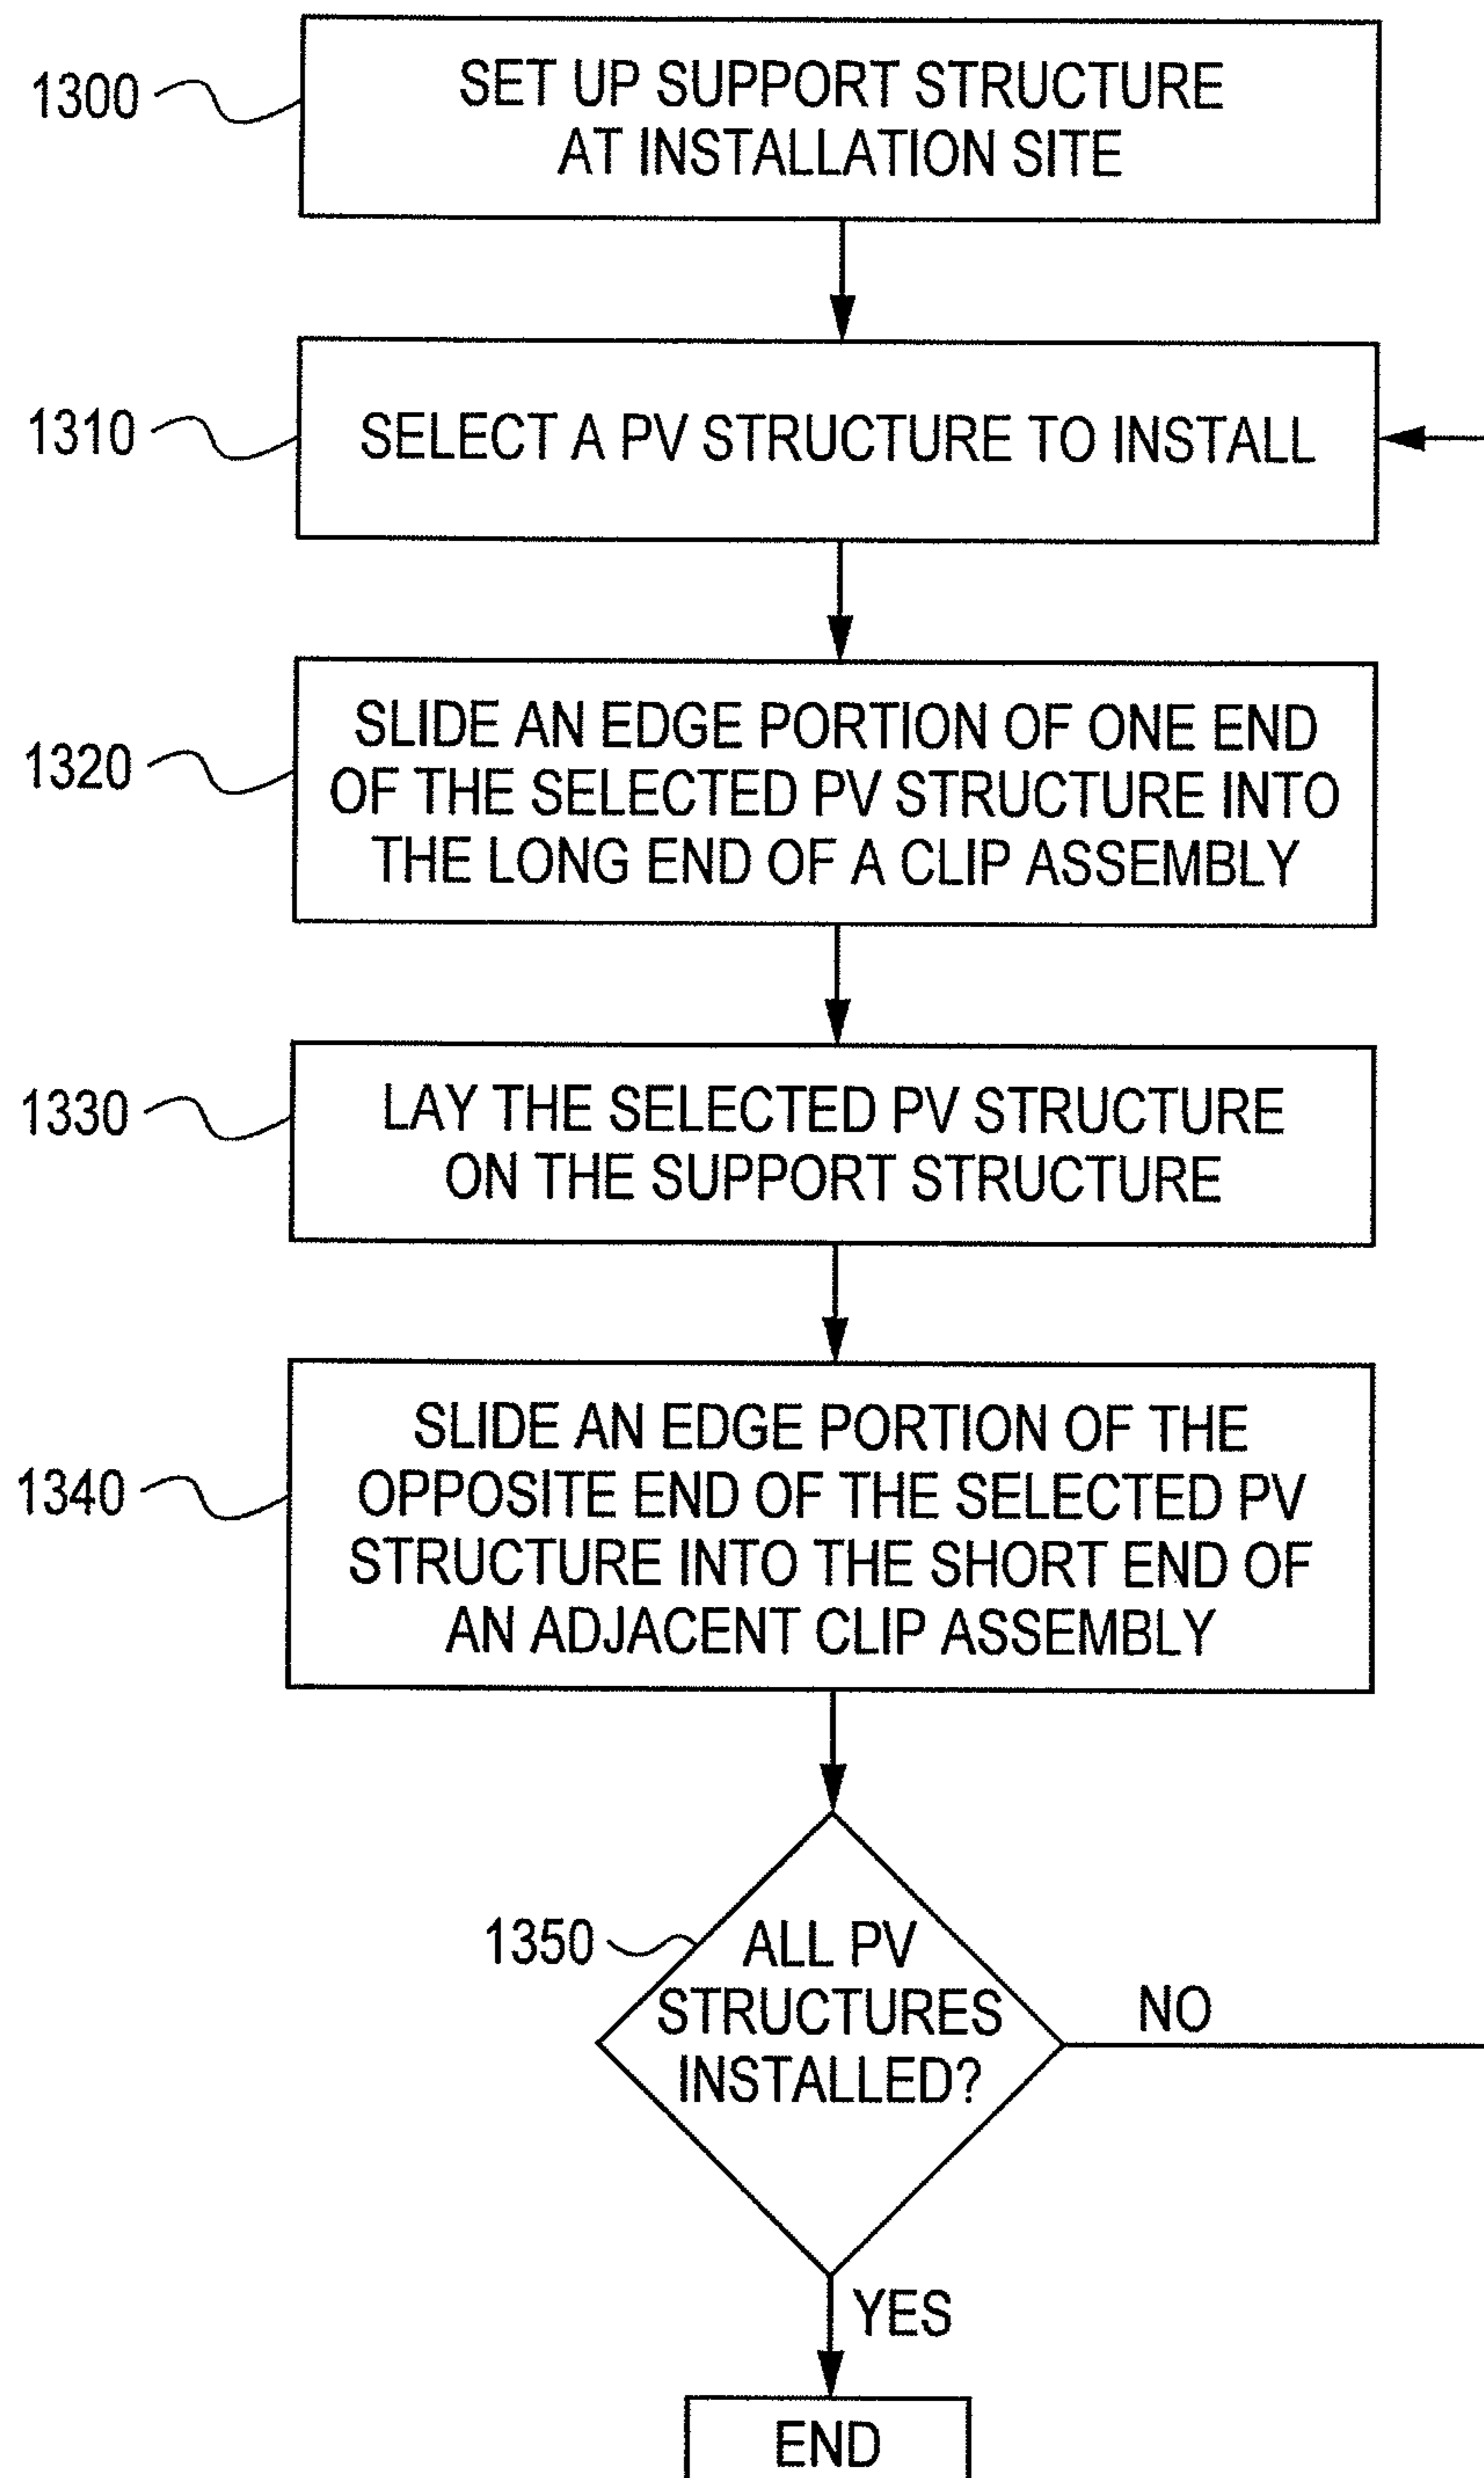 1300
SET UP SUPPORT STRUCTURE
AT INSTALLATION SITE
1310
SELECT A PV STRUCTURE TO INSTALL
1320
SLIDE AN EDGE PORTION OF ONE END
OF THE SELECTED PV STRUCTURE INTO
THE LONG END OF A CLIP ASSEMBLY
1330
LAY THE SELECTED PV STRUCTURE
ON THE SUPPORT STRUCTURE
1340
SLIDE AN EDGE PORTION OF THE
OPPOSITE END OF THE SELECTED PV
STRUCTURE INTO THE SHORT END OF
AN ADJACENT CLIP ASSEMBLY
1350
ALL PV
STRUCTURES
INSTALLED?
NO
YES
END